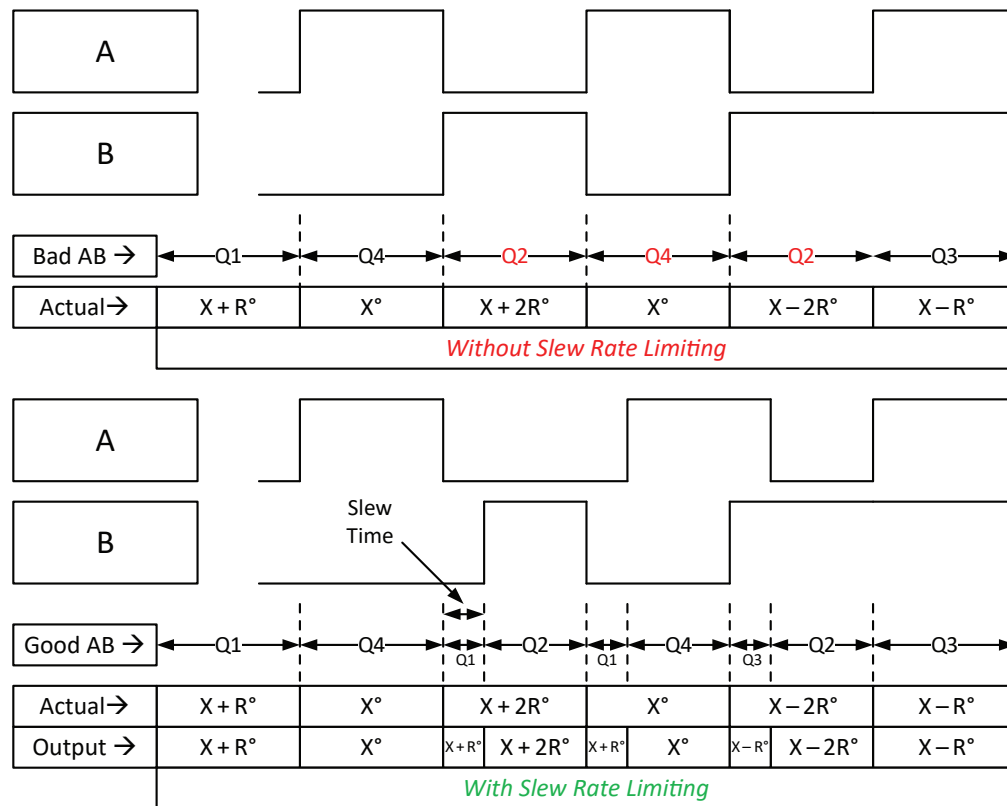 A
B
Bad AB → Q1 Q4 Q2 Q4 Q2 Q3
Actual→ X + R° X° X + 2R° X° X – 2R° X – R°
Without Slew Rate Limiting
A
B
Slew
Time
Good AB → Q1 Q4 Q1 Q2 Q1 Q4 Q3 Q2 Q3
Actual→ X + R° X° X + 2R° X° X – 2R° X – R°
Output → X + R° X° X + R° X + 2R° X + R° X° X – R° X – 2R° X – R°
With Slew Rate Limiting